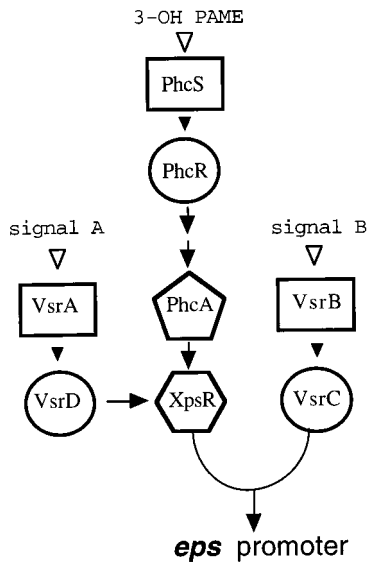 3-OH PAME
PhcS
PhcR
signal A
signal B
VsrA
PhcA
VsrB
VsrD
XpsR
VsrC
eps promoter